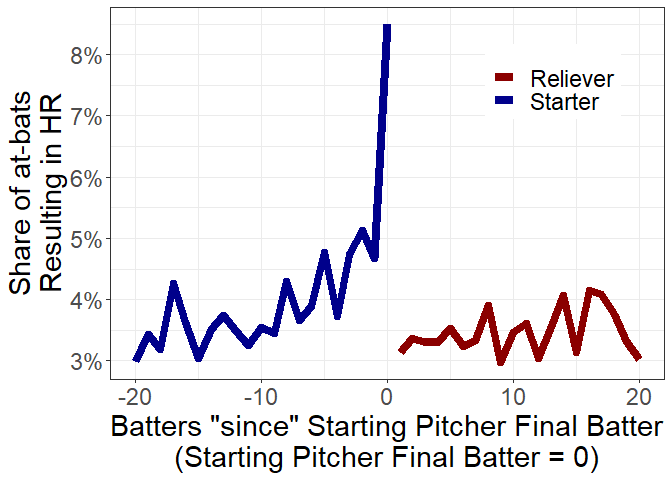 Share of at-bats
Resulting in HR
8%
7%
6%
5%
4%
3%
Reliever
Starter
-20
-10
0
10
20
Batters "since" Starting Pitcher Final Batter
(Starting Pitcher Final Batter = 0)